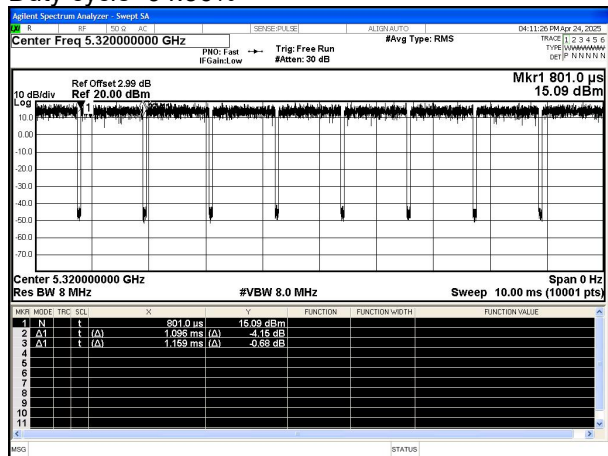 Agilent Spectrum Analyzer - Swept SA
R RF 50 Ω AC SENSE:PULSE ALIGN AUTO 04:11:26 PM Apr 24, 2025
Center Freq 5.320000000 GHz #Avg Type: RMS TRACE 1 2 3 4 5 6
PNO: Fast Trig: Free Run TYPE WWWWWW
IFGain:Low #Atten: 30 dB DET P N N N N N
Ref Offset 2.99 dB Mkr1 801.0 µs
10 dB/div Ref 20.00 dBm 15.09 dBm
Log
1
10.0
0.00
-10.0
-20.0
-30.0
-40.0
-50.0
-60.0
-70.0
Center 5.320000000 GHz Span 0 Hz
Res BW 8 MHz #VBW 8.0 MHz Sweep 10.00 ms (10001 pts)
MKR MODE TRC SCL X Y FUNCTION FUNCTION WIDTH FUNCTION VALUE
1 N t 801.0 µs 15.09 dBm
2 Δ1 t (Δ) 1.096 ms (Δ) -4.15 dB
3 Δ1 t (Δ) 1.159 ms (Δ) -0.68 dB
4
5
6
7
8
9
10
11
MSG STATUS